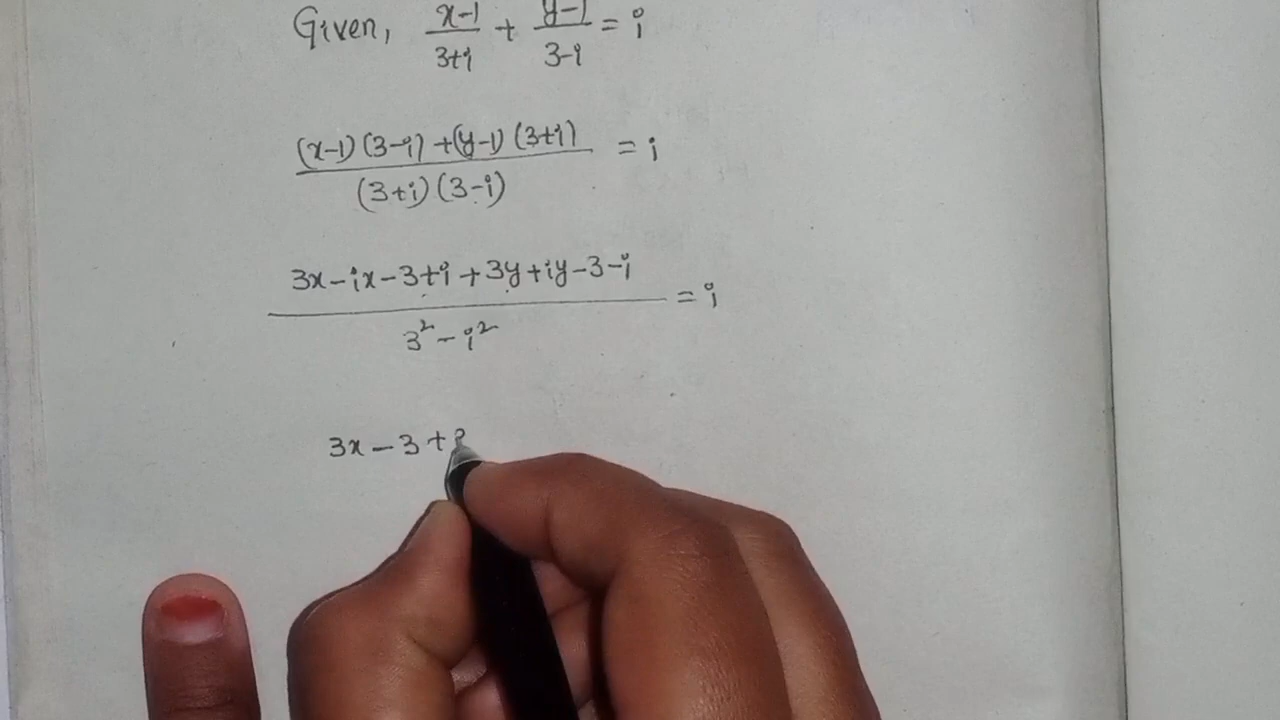 Given, x-1/3+i + y-1/3-i = i
(x-1)(3-i)+(y-1)(3+i)/(3+i)(3-i) = i
3x-ix-3+i+3y+iy-3-i/3²-i² = i
3x-3+